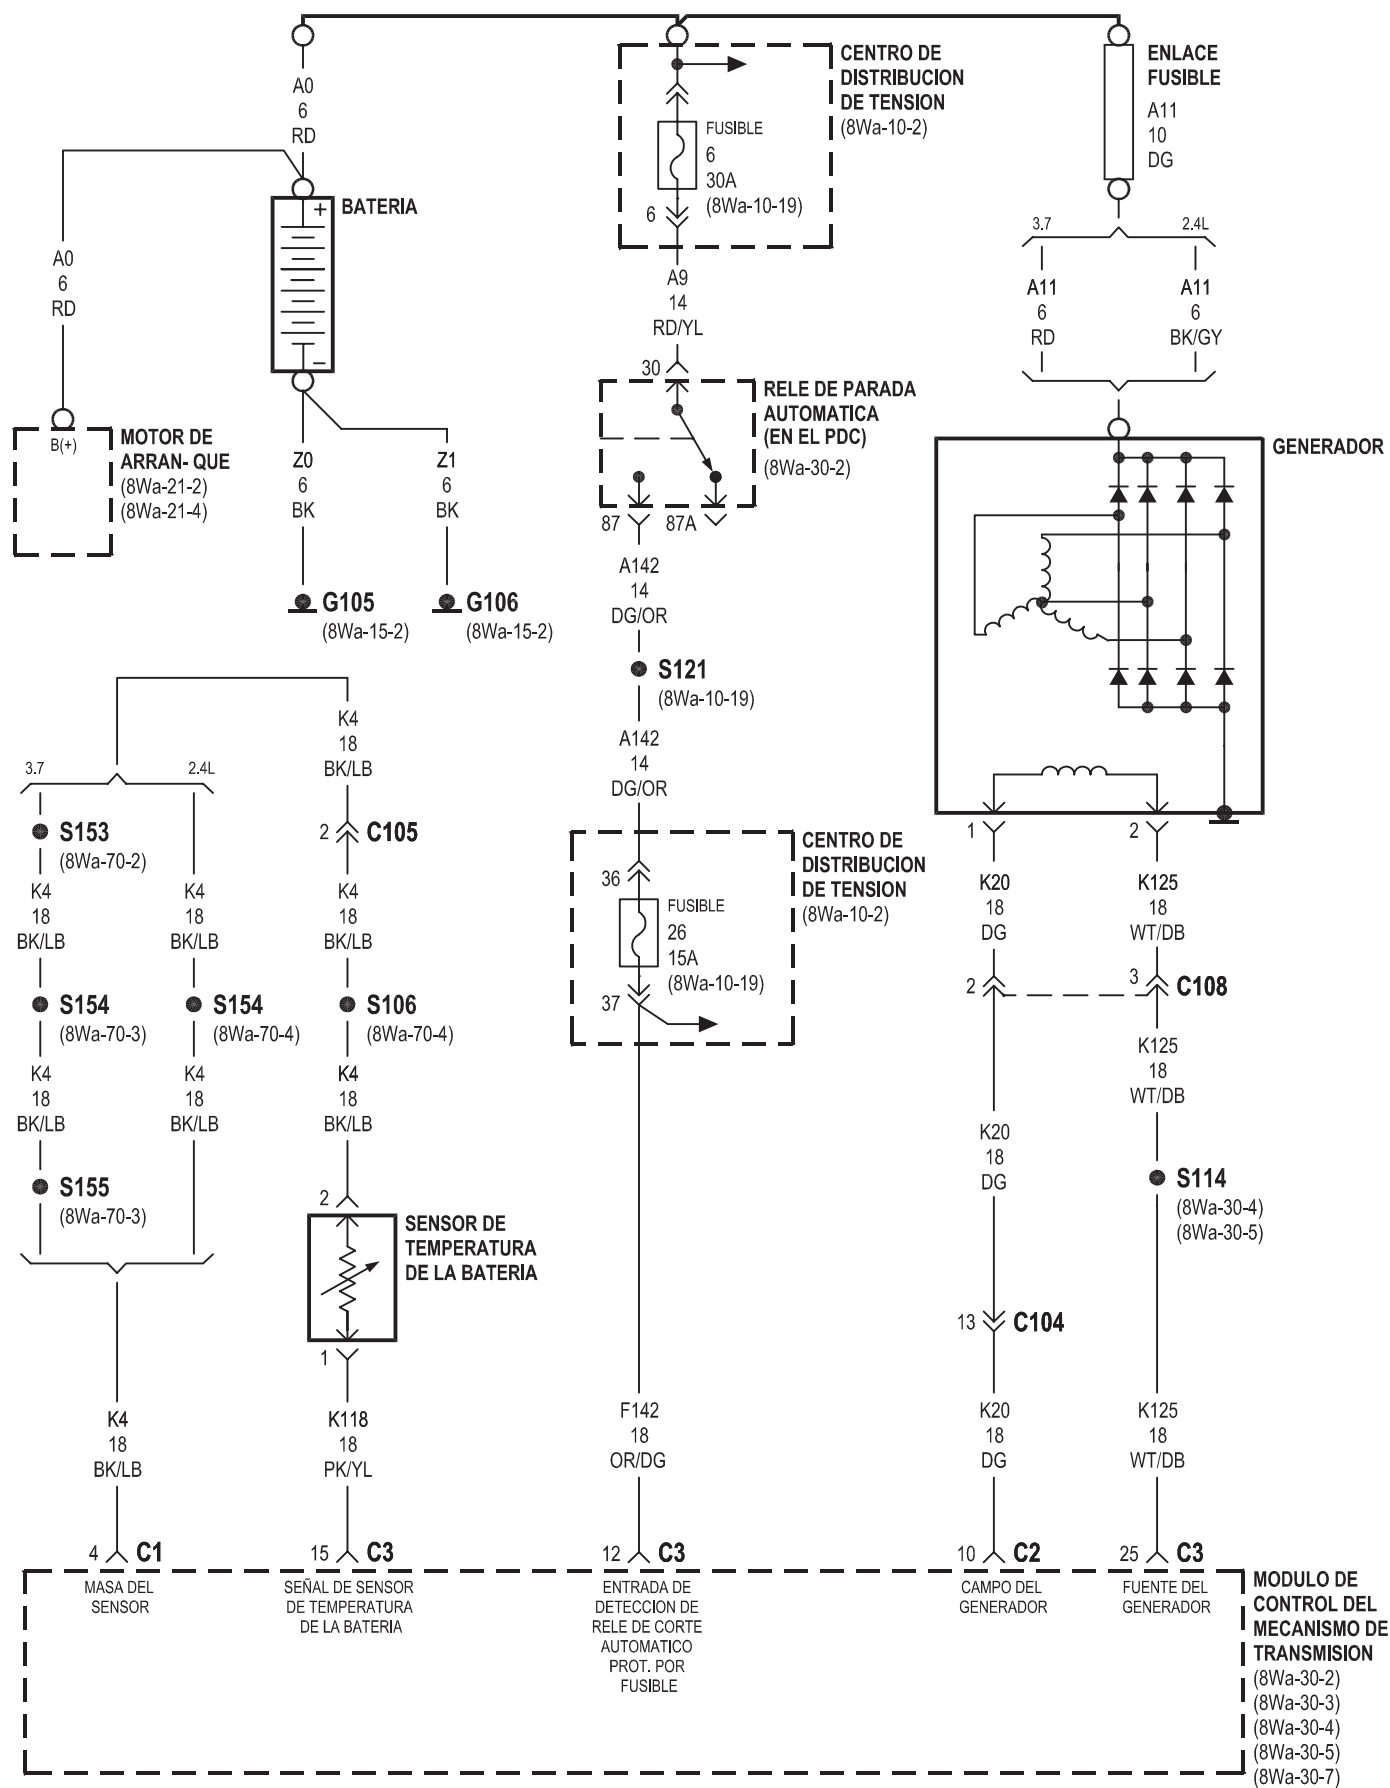 A0
6
RD
BATERIA
+
–
A0
6
RD
B(+)
MOTOR DE
ARRAN- QUE
(8Wa-21-2)
(8Wa-21-4)
Z0
6
BK
Z1
6
BK
G105
(8Wa-15-2)
G106
(8Wa-15-2)
CENTRO DE
DISTRIBUCION
DE TENSION
(8Wa-10-2)
FUSIBLE
6
30A
(8Wa-10-19)
6
A9
14
RD/YL
30
RELE DE PARADA
AUTOMATICA
(EN EL PDC)
(8Wa-30-2)
87
87A
A142
14
DG/OR
S121
(8Wa-10-19)
A142
14
DG/OR
CENTRO DE
DISTRIBUCION
DE TENSION
(8Wa-10-2)
36
FUSIBLE
26
15A
(8Wa-10-19)
37
F142
18
OR/DG
12
C3
ENLACE
FUSIBLE
A11
10
DG
3.7
2.4L
A11
6
RD
A11
6
BK/GY
GENERADOR
1
2
K20
18
DG
K125
18
WT/DB
2
3
C108
K125
18
WT/DB
K20
18
DG
S114
(8Wa-30-4)
(8Wa-30-5)
13
C104
K20
18
DG
K125
18
WT/DB
10
C2
25
C3
K4
18
BK/LB
3.7
2.4L
S153
(8Wa-70-2)
2
C105
K4
18
BK/LB
K4
18
BK/LB
K4
18
BK/LB
S154
(8Wa-70-3)
S154
(8Wa-70-4)
S106
(8Wa-70-4)
K4
18
BK/LB
K4
18
BK/LB
K4
18
BK/LB
S155
(8Wa-70-3)
2
SENSOR DE
TEMPERATURA
DE LA BATERIA
1
K4
18
BK/LB
K118
18
PK/YL
4
C1
15
C3
MASA DEL
SENSOR
SEÑAL DE SENSOR
DE TEMPERATURA
DE LA BATERIA
ENTRADA DE
DETECCION DE
RELE DE CORTE
AUTOMATICO
PROT. POR
FUSIBLE
CAMPO DEL
GENERADOR
FUENTE DEL
GENERADOR
MODULO DE
CONTROL DEL
MECANISMO DE
TRANSMISION
(8Wa-30-2)
(8Wa-30-3)
(8Wa-30-4)
(8Wa-30-5)
(8Wa-30-7)